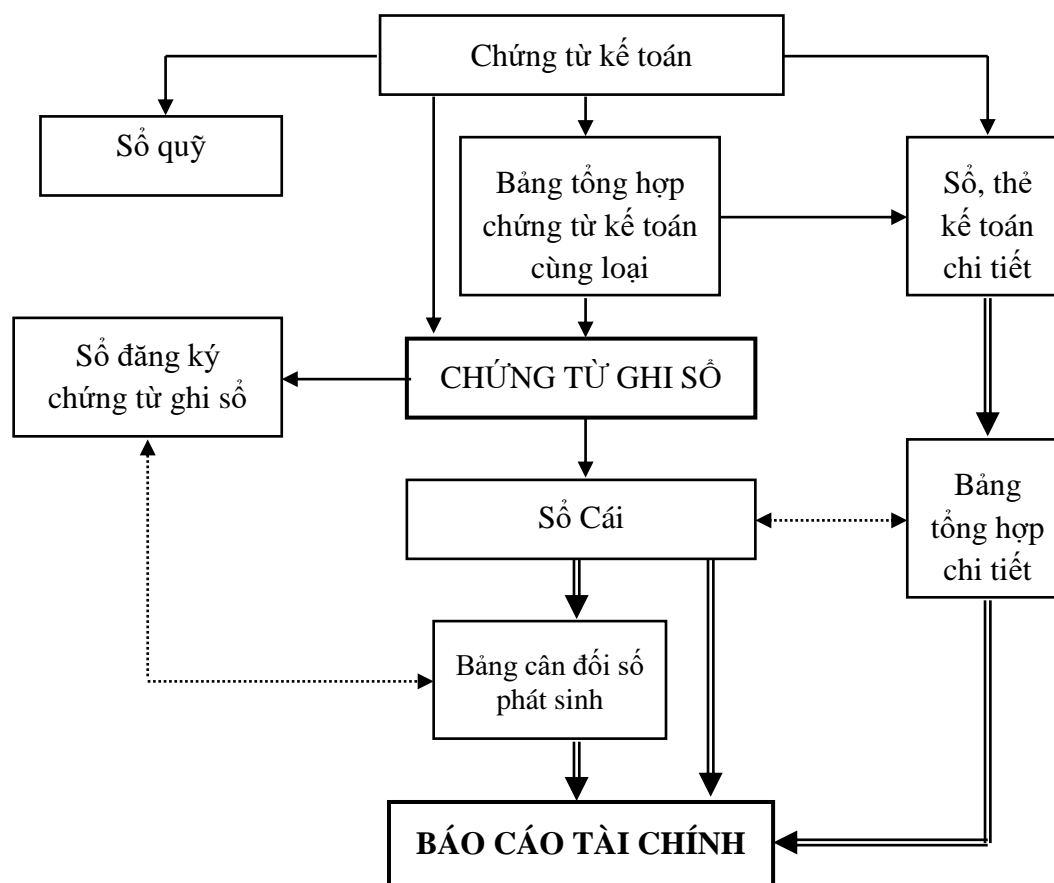 Chứng từ kế toán
Sổ quỹ
Bảng tổng hợp
chứng từ kế toán
cùng loại
Sổ, thẻ
kế toán
chi tiết
Sổ đăng ký
chứng từ ghi sổ
CHỨNG TỪ GHI SỔ
Sổ Cái
Bảng
tổng hợp
chi tiết
Bảng cân đối số
phát sinh
BÁO CÁO TÀI CHÍNH